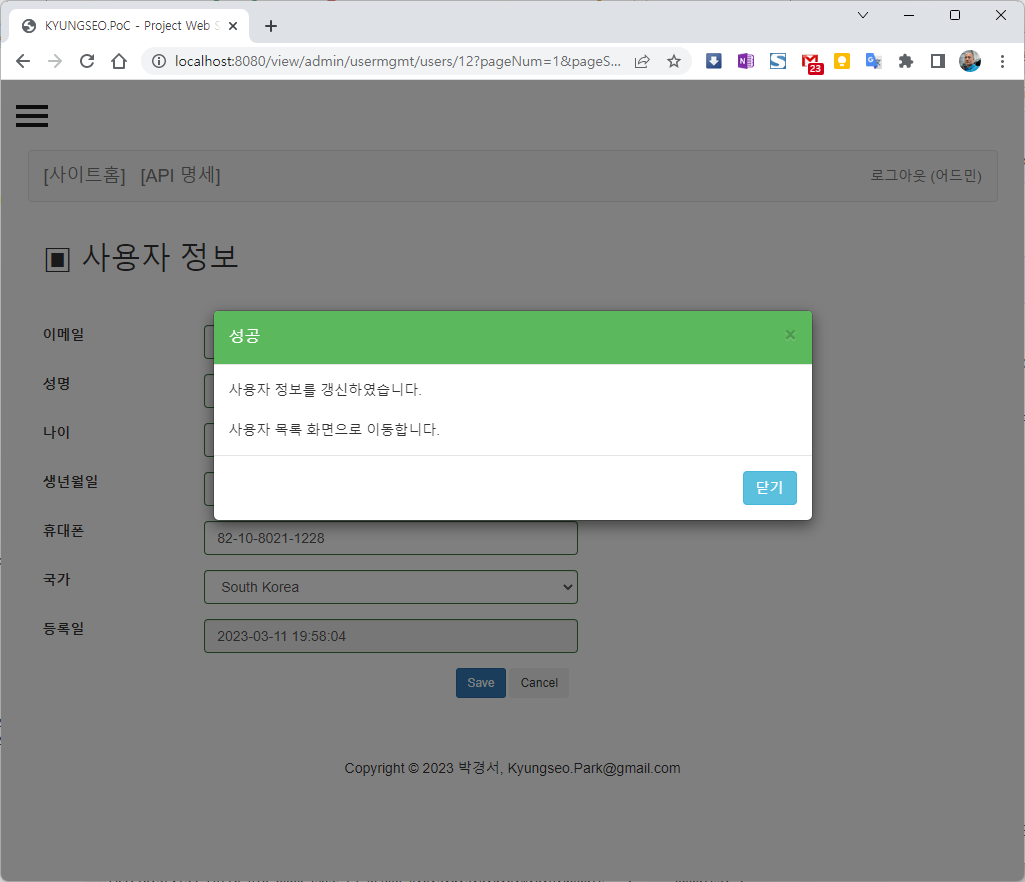 KYUNGSEO.PoC - Project Web S
localhost:8080/view/admin/usermgmt/users/12?pageNum=1&pageS...
23
[사이트홈] [API 명세]
로그아웃 (어드민)
사용자 정보
이메일
성명
나이
생년월일
성공
×
사용자 정보를 갱신하였습니다.
사용자 목록 화면으로 이동합니다.
닫기
휴대폰
82-10-8021-1228
국가
South Korea
등록일
2023-03-11 19:58:04
Save
Cancel
Copyright © 2023 박경서, Kyungseo.Park@gmail.com